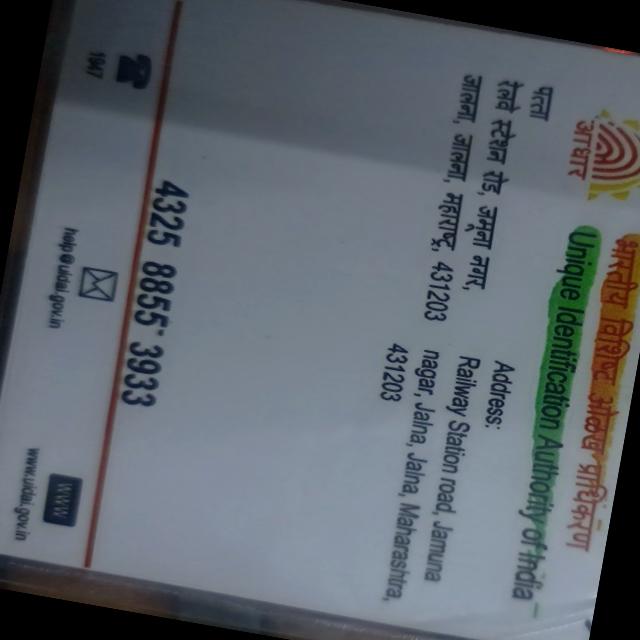 भारतीय विशिष्ट ओळख प्राधिकरण
Unique Identification Authority of India
आधार
पत्ता
रेल्वे स्टेशन रोड, जमुना नगर,
जालना, जालना, महाराष्ट्र, 431203
Address:
Railway Station road, Jamuna
nagar, Jalna, Jalna, Maharashtra,
431203
4325 8855 3933
1947
help@uidai.gov.in
www
www.uidai.gov.in